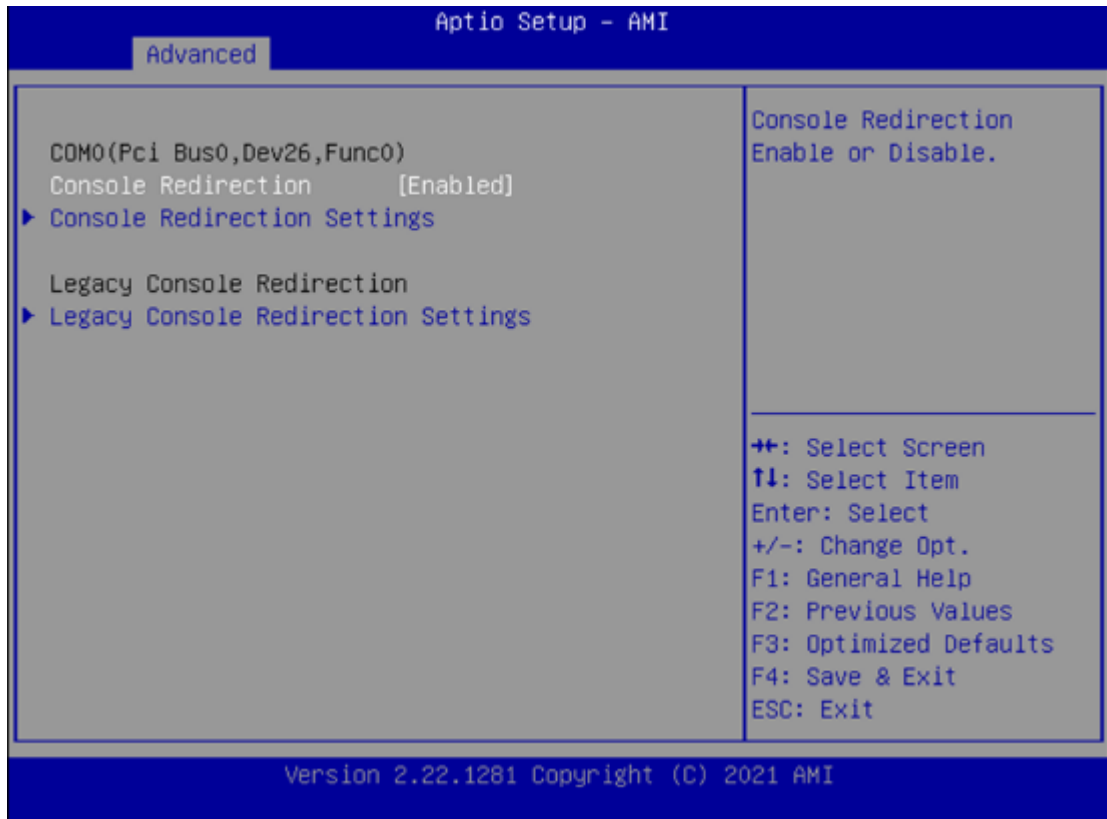 Aptio Setup – AMI
Advanced
COM0(Pci Bus0,Dev26,Func0)
Console Redirection [Enabled]
▶ Console Redirection Settings
Legacy Console Redirection
▶ Legacy Console Redirection Settings
Console Redirection
Enable or Disable.
→←: Select Screen
↑↓: Select Item
Enter: Select
+/-: Change Opt.
F1: General Help
F2: Previous Values
F3: Optimized Defaults
F4: Save & Exit
ESC: Exit
Version 2.22.1281 Copyright (C) 2021 AMI